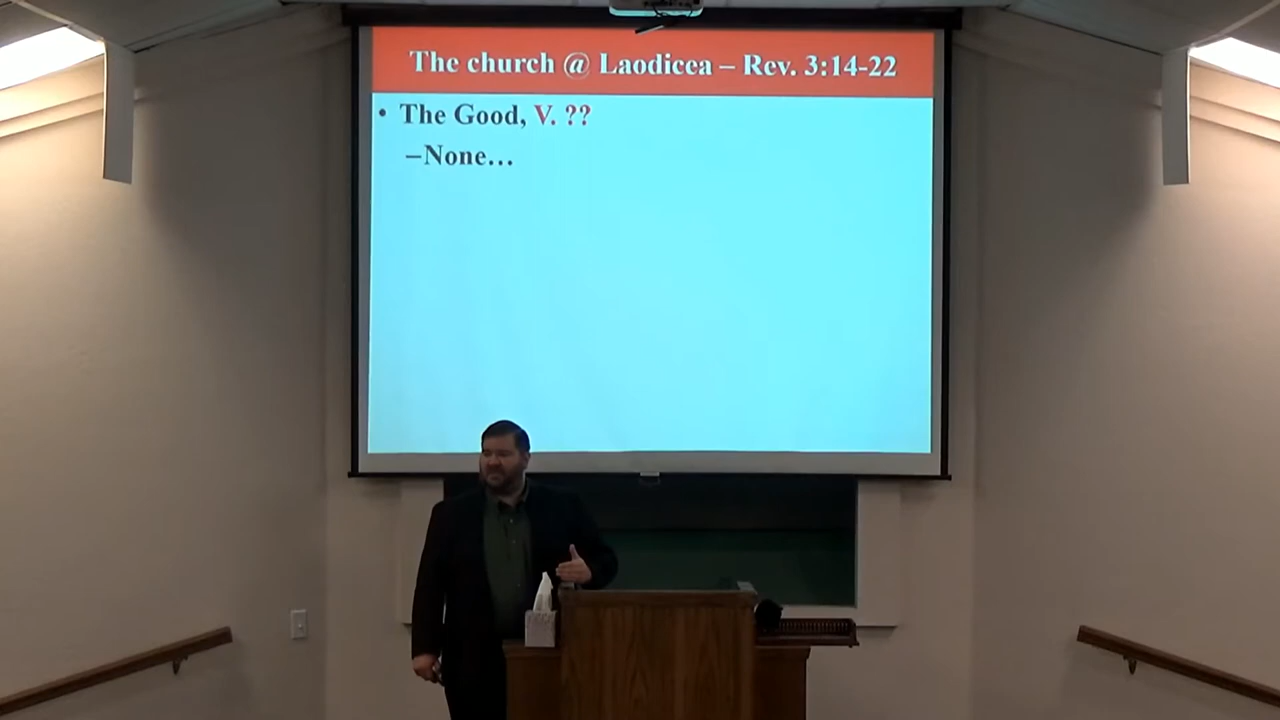 The church @ Laodicea – Rev. 3:14-22
• The Good, V. ??
–None…